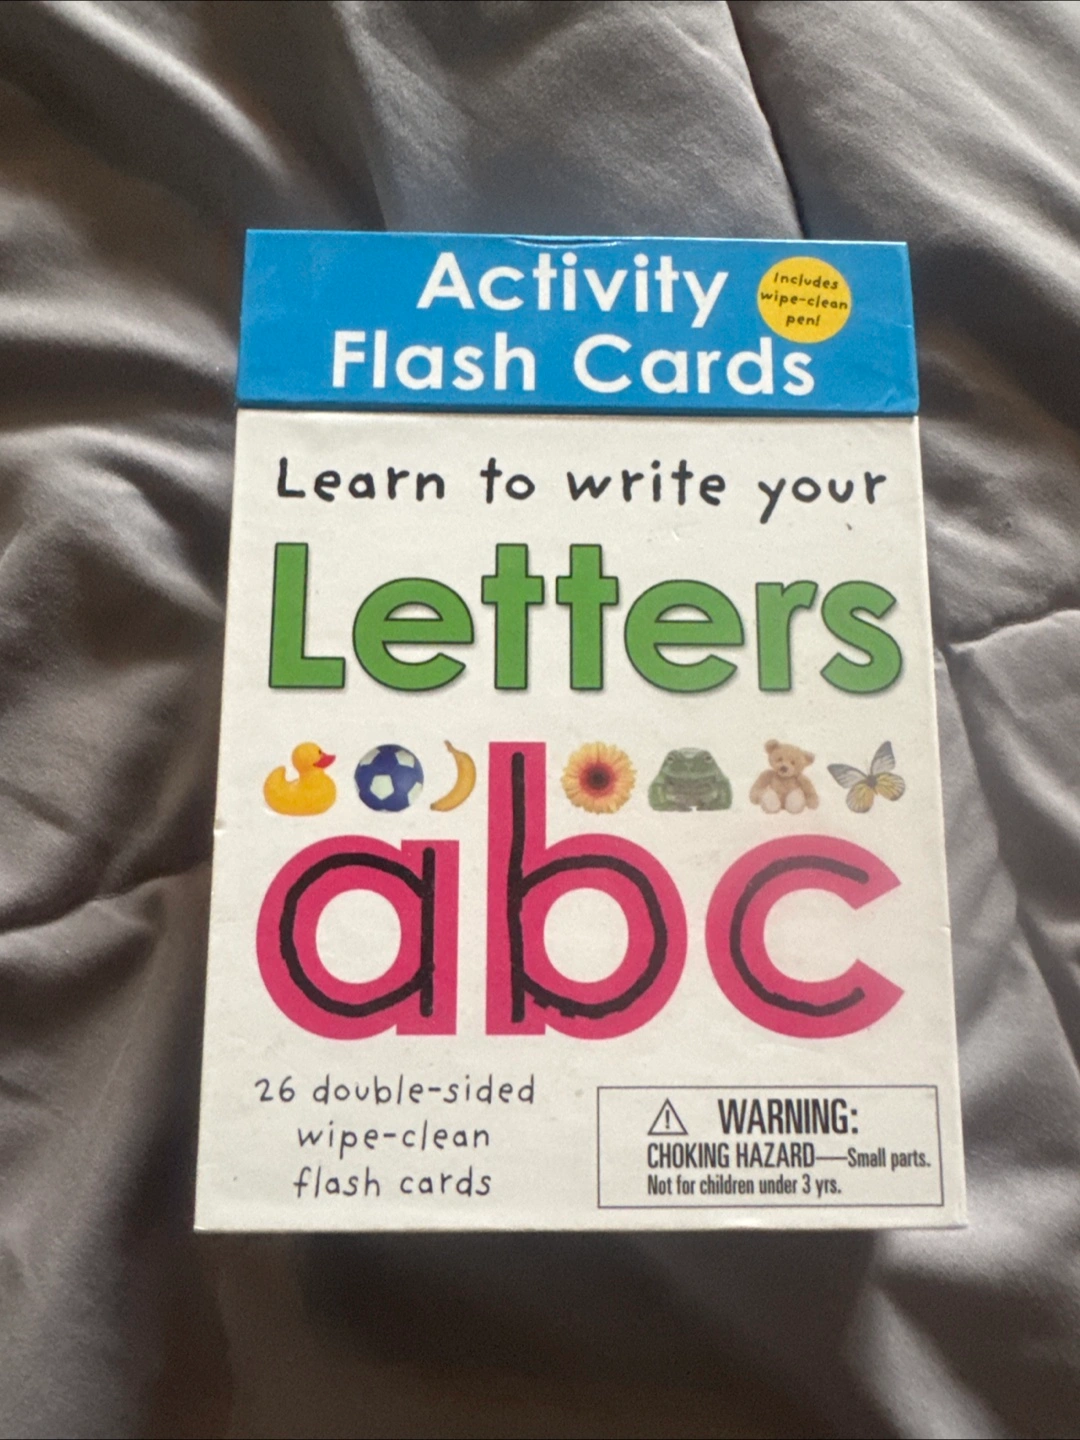 Activity
Flash Cards
Includes
wipe-clean
pen!
Learn to write your
Letters
abc
26 double-sided
wipe-clean
flash cards
WARNING:
CHOKING HAZARD—Small parts.
Not for children under 3 yrs.